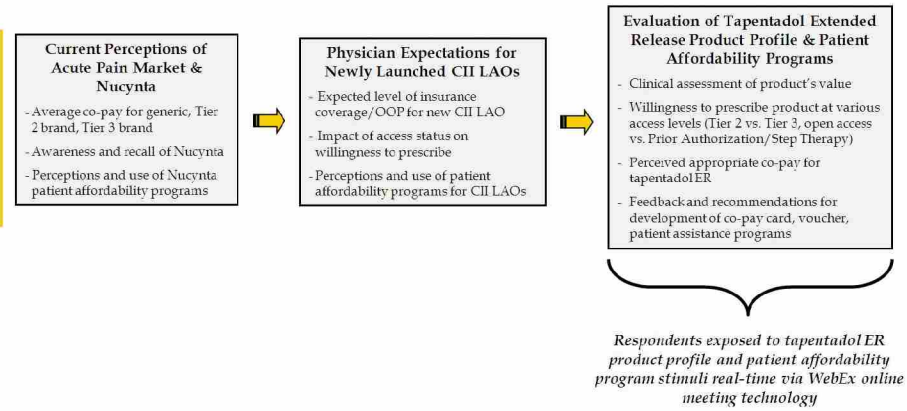 Current Perceptions of
Acute Pain Market &
Nucynta
- Average co-pay for generic, Tier
2 brand, Tier 3 brand
- Awareness and recall of Nucynta
- Perceptions and use of Nucynta
patient affordability programs
Physician Expectations for
Newly Launched CII LAOs
- Expected level of insurance
coverage/OOP for new CII LAO
- Impact of access status on
willingness to prescribe
- Perceptions and use of patient
affordability programs for CII LAOs
Evaluation of Tapentadol Extended
Release Product Profile & Patient
Affordability Programs
- Clinical assessment of product's value
- Willingness to prescribe product at various
access levels (Tier 2 vs. Tier 3, open access
vs. Prior Authorization/Step Therapy)
- Perceived appropriate co-pay for
tapentadol ER
- Feedback and recommendations for
development of co-pay card, voucher,
patient assistance programs
Respondents exposed to tapentadol ER
product profile and patient affordability
program stimuli real-time via WebEx online
meeting technology